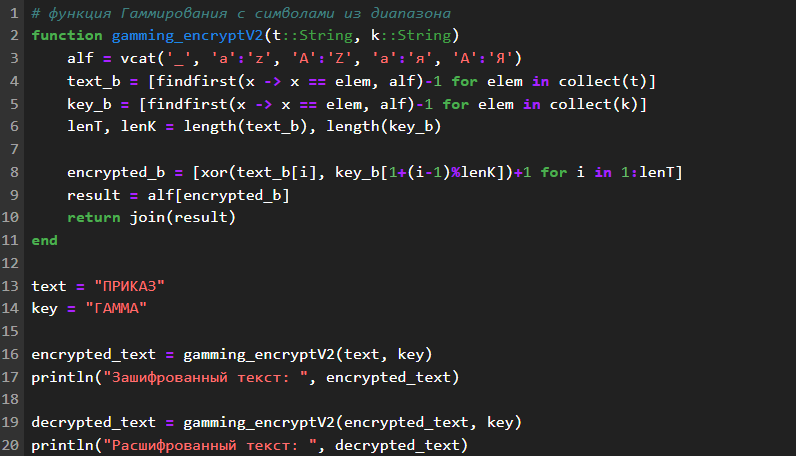 1 # функция Гаммирования с символами из диапазона
2 function gamming_encryptV2(t::String, k::String)
3     alf = vcat('_', 'a':'z', 'A':'Z', 'а':'я', 'А':'Я')
4     text_b = [findfirst(x -> x == elem, alf)-1 for elem in collect(t)]
5     key_b = [findfirst(x -> x == elem, alf)-1 for elem in collect(k)]
6     lenT, lenK = length(text_b), length(key_b)
7
8     encrypted_b = [xor(text_b[i], key_b[1+(i-1)%lenK])+1 for i in 1:lenT]
9     result = alf[encrypted_b]
10     return join(result)
11 end
12
13 text = "ПРИКАЗ"
14 key = "ГАММА"
15
16 encrypted_text = gamming_encryptV2(text, key)
17 println("Зашифрованный текст: ", encrypted_text)
18
19 decrypted_text = gamming_encryptV2(encrypted_text, key)
20 println("Расшифрованный текст: ", decrypted_text)